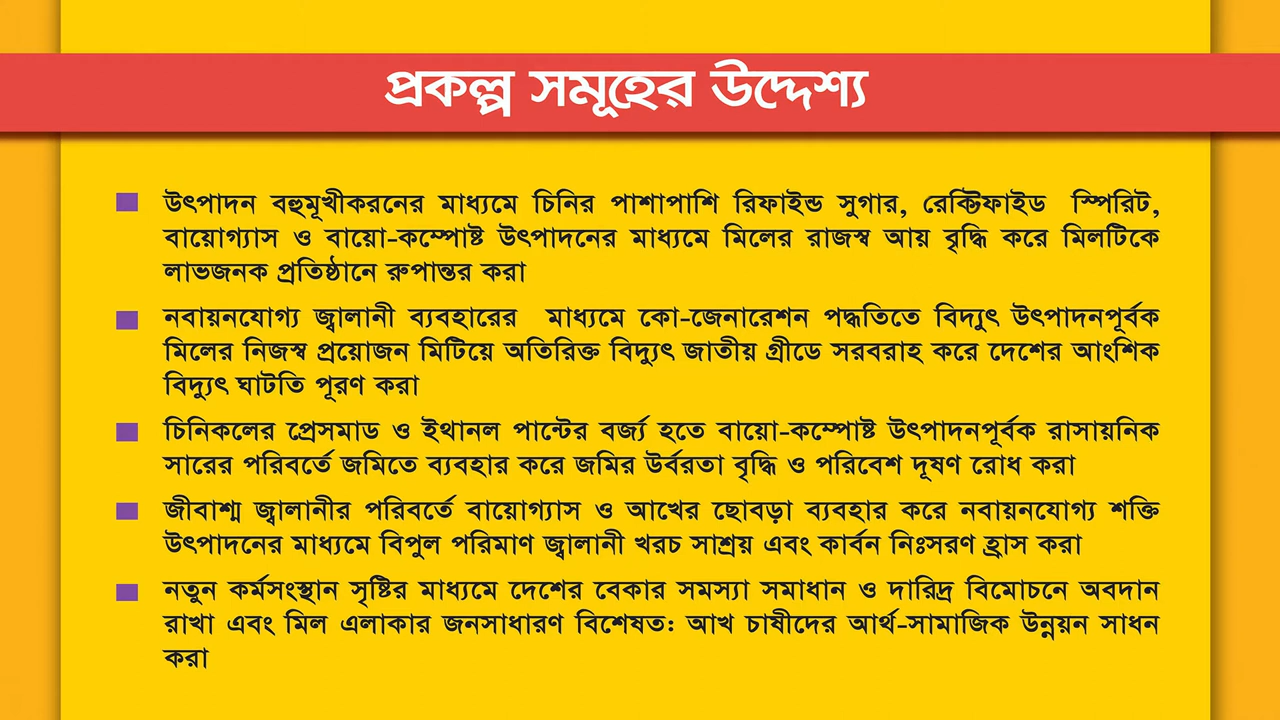 প্রকল্প সমূহের উদ্দেশ্য
উৎপাদন বহুমূখীকরনের মাধ্যমে চিনির পাশাপাশি রিফাইন্ড সুগার, রেক্টিফাইড স্পিরিট,
বায়োগ্যাস ও বায়ো-কম্পোষ্ট উৎপাদনের মাধ্যমে মিলের রাজস্ব আয় বৃদ্ধি করে মিলটিকে
লাভজনক প্রতিষ্ঠানে রুপান্তর করা
নবায়নযোগ্য জ্বালানী ব্যবহারের মাধ্যমে কো-জেনারেশন পদ্ধতিতে বিদ্যুৎ উৎপাদনপূর্বক
মিলের নিজস্ব প্রয়োজন মিটিয়ে অতিরিক্ত বিদ্যুৎ জাতীয় গ্রীডে সরবরাহ করে দেশের আংশিক
বিদ্যুৎ ঘাটতি পূরণ করা
চিনিকলের প্রেসমাড ও ইথানল পান্টের বর্জ্য হতে বায়ো-কম্পোষ্ট উৎপাদনপূর্বক রাসায়নিক
সারের পরিবর্তে জমিতে ব্যবহার করে জমির উর্বরতা বৃদ্ধি ও পরিবেশ দূষণ রোধ করা
জীবাশ্ম জ্বালানীর পরিবর্তে বায়োগ্যাস ও আখের ছোবড়া ব্যবহার করে নবায়নযোগ্য শক্তি
উৎপাদনের মাধ্যমে বিপুল পরিমাণ জ্বালানী খরচ সাশ্রয় এবং কার্বন নিঃসরণ হ্রাস করা
নতুন কর্মসংস্থান সৃষ্টির মাধ্যমে দেশের বেকার সমস্যা সমাধান ও দারিদ্র বিমোচনে অবদান
রাখা এবং মিল এলাকার জনসাধারণ বিশেষত: আখ চাষীদের আর্থ-সামাজিক উন্নয়ন সাধন
করা